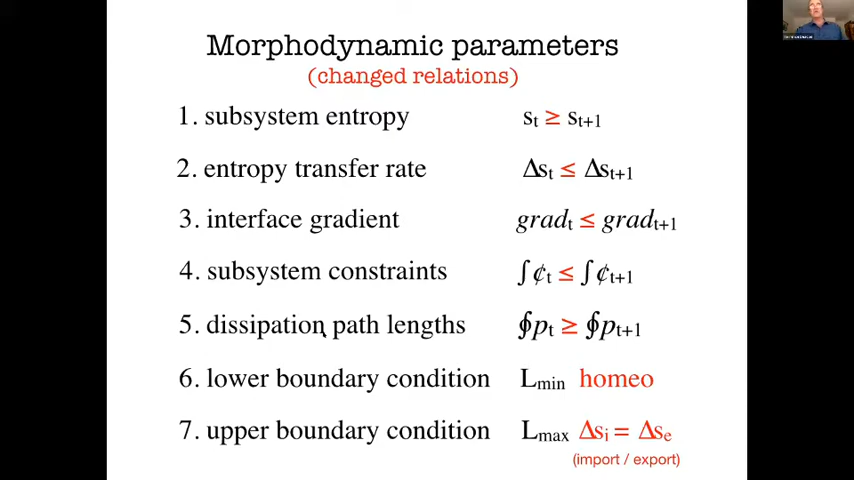 Morphodynamic parameters
(changed relations)
1. subsystem entropy st ≥ st+1
2. entropy transfer rate Δst ≤ Δst+1
3. interface gradient gradt ≤ gradt+1
4. subsystem constraints ∫¢t ≤ ∫¢t+1
5. dissipation path lengths ∮pt ≥ ∮pt+1
6. lower boundary condition Lmin homeo
7. upper boundary condition Lmax Δsi = Δse
(import / export)